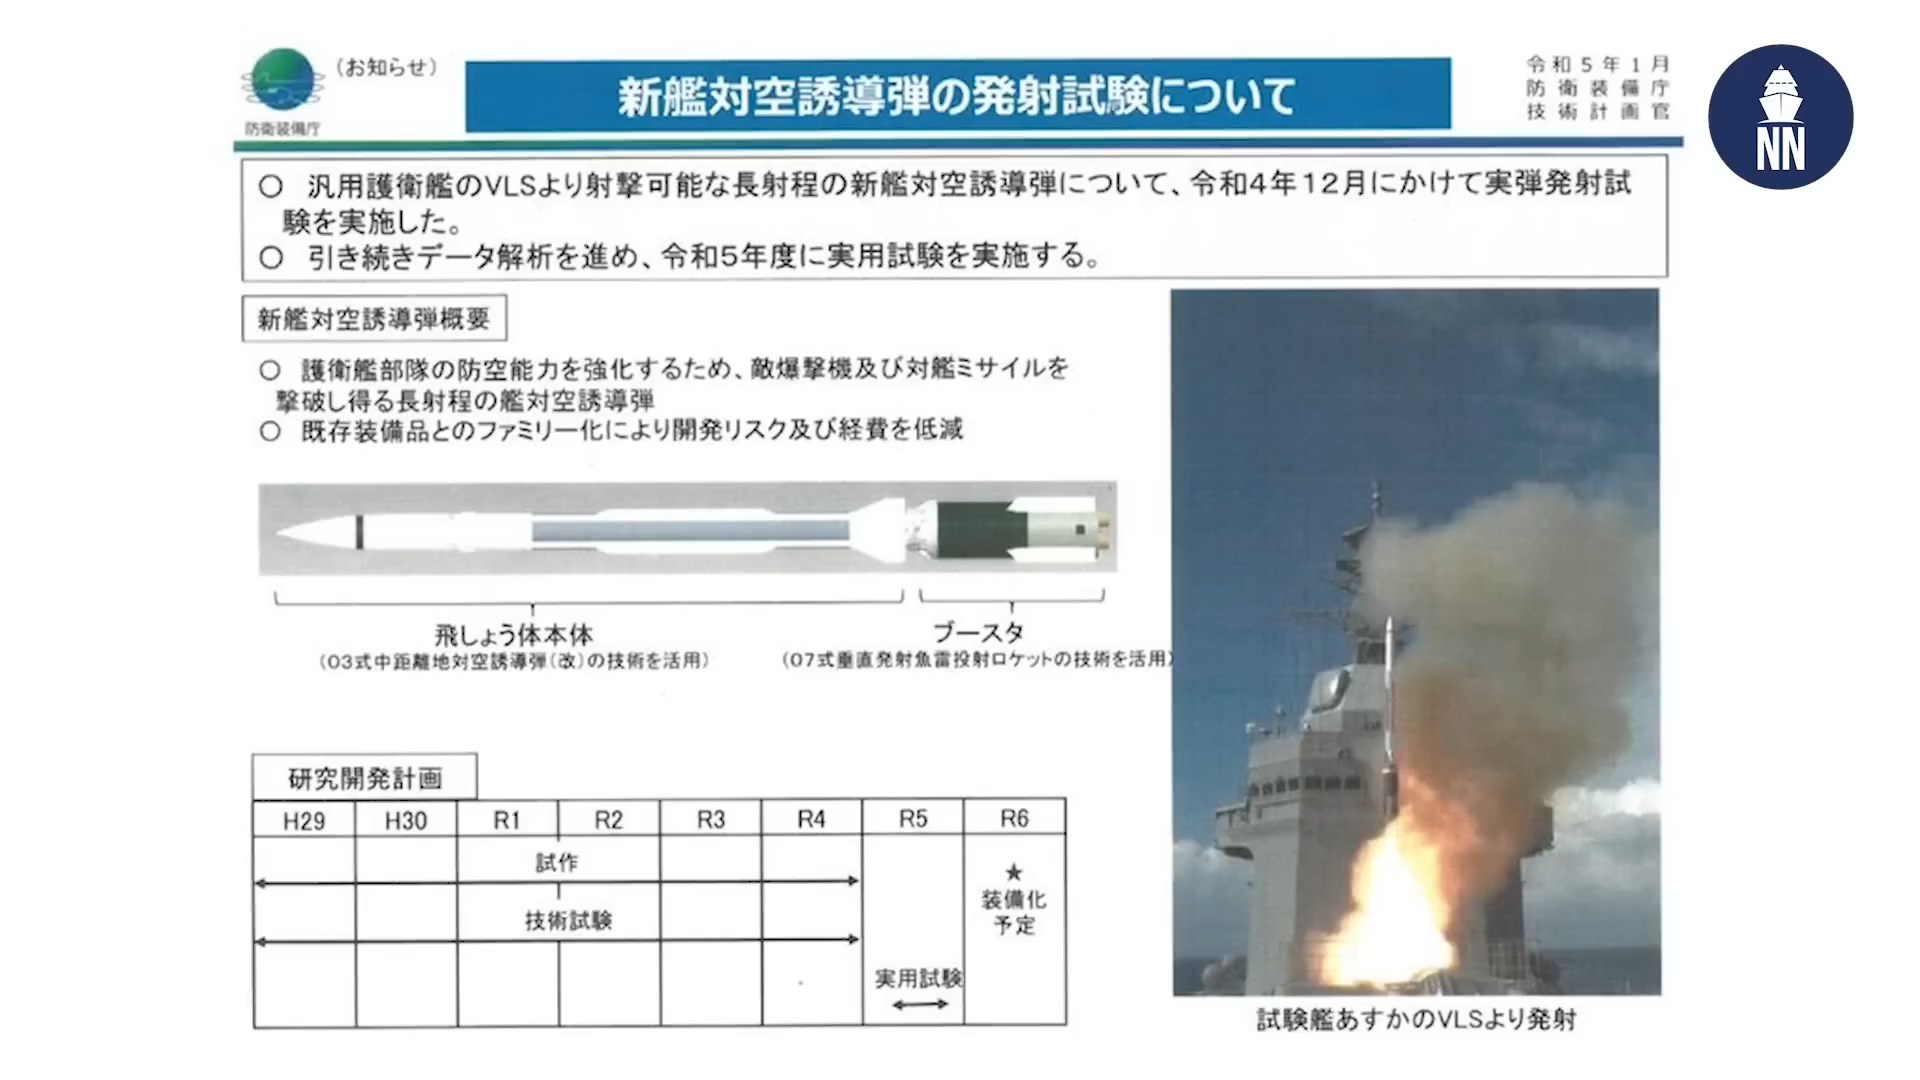 (お知らせ)
防衛装備庁
新艦対空誘導弾の発射試験について
令和5年1月
防衛装備庁
技術計画官
NN
○ 汎用護衛艦のVLSより射撃可能な長射程の新艦対空誘導弾について、令和4年12月にかけて実弾発射試
験を実施した。
○ 引き続きデータ解析を進め、令和5年度に実用試験を実施する。
新艦対空誘導弾概要
○ 護衛艦部隊の防空能力を強化するため、敵爆撃機及び対艦ミサイルを
撃破し得る長射程の艦対空誘導弾
○ 既存装備品とのファミリー化により開発リスク及び経費を低減
飛しょう体本体
(03式中距離地対空誘導弾(改)の技術を活用)
ブースタ
(07式垂直発射魚雷投射ロケットの技術を活用)
研究開発計画
H29 H30 R1 R2 R3 R4 R5 R6
試作
技術試験
実用試験
★
装備化
予定
試験艦あすかのVLSより発射